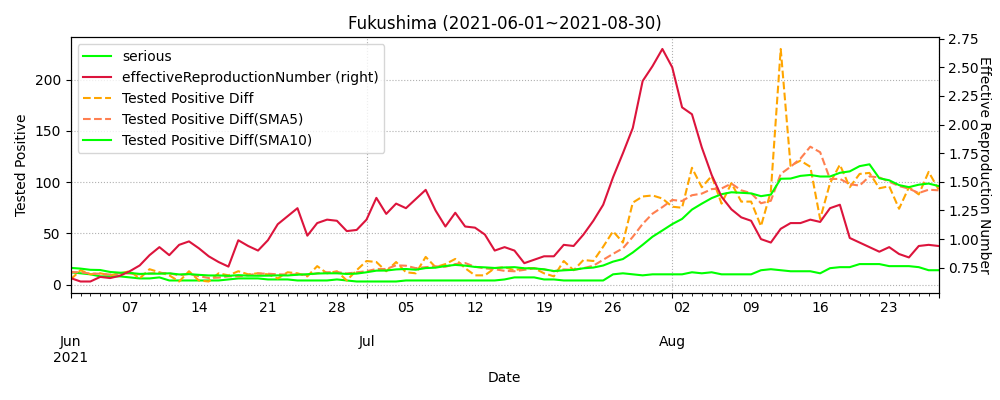 Fukushima (2021-06-01~2021-08-30)
serious
effectiveReproductionNumber (right)
Tested Positive Diff
Tested Positive Diff(SMA5)
Tested Positive Diff(SMA10)
Tested Positive
200
150
100
50
0
2.75
2.50
2.25
2.00
1.75
1.50
1.25
1.00
0.75
Effective Reproduction Number
07 14 21 28 05 12 19 26 02 09 16 23
Jun Jul Aug
2021
Date